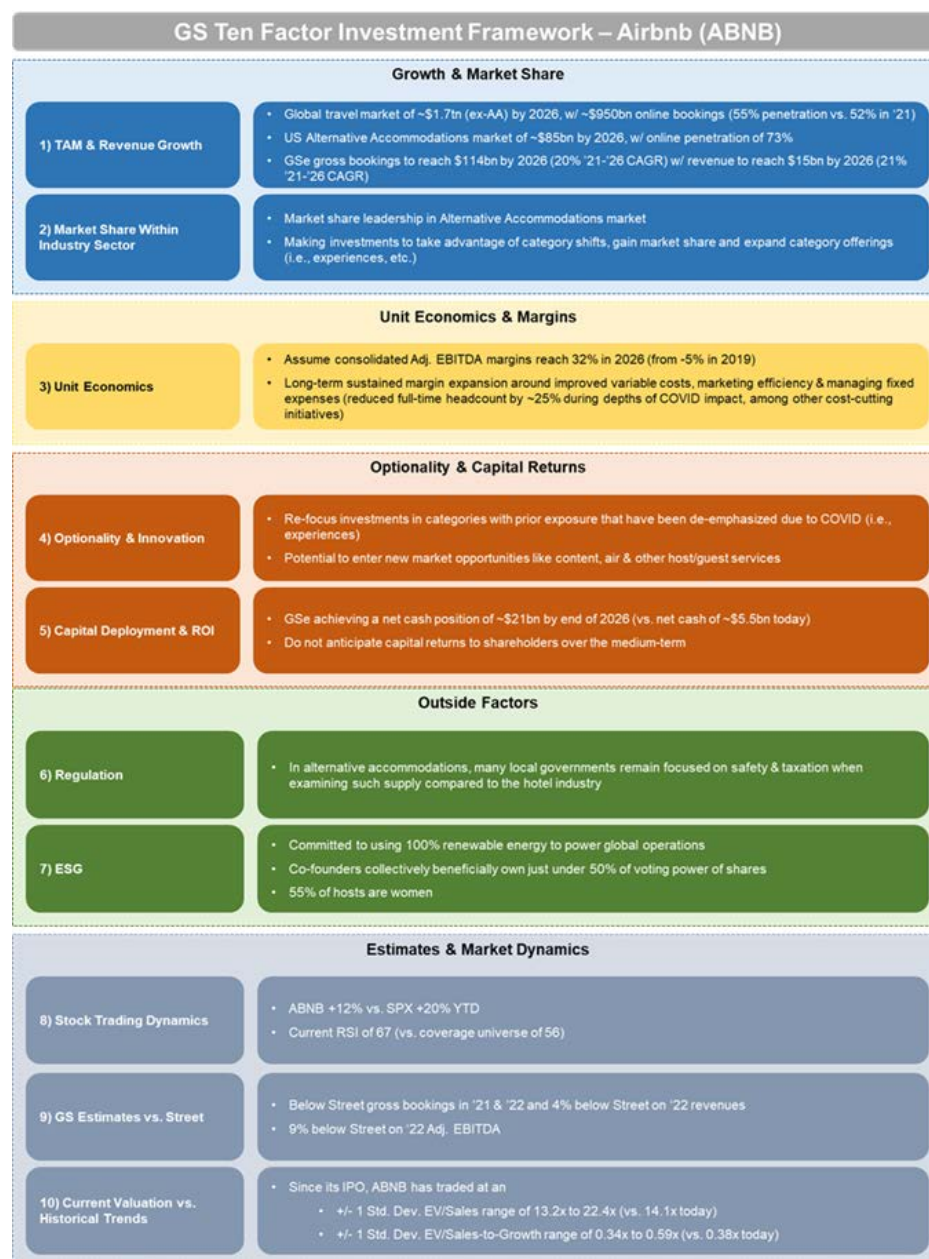 GS Ten Factor Investment Framework – Airbnb (ABNB)
Growth & Market Share
1) TAM & Revenue Growth
• Global travel market of ~$1.7tn (ex-AA) by 2026, w/ ~$950bn online bookings (55% penetration vs. 52% in ‘21)
• US Alternative Accommodations market of ~$85bn by 2026, w/ online penetration of 73%
• GSe gross bookings to reach $114bn by 2026 (20% ’21-’26 CAGR) w/ revenue to reach $15bn by 2026 (21%
’21-’26 CAGR)
2) Market Share Within
Industry Sector
• Market share leadership in Alternative Accommodations market
• Making investments to take advantage of category shifts, gain market share and expand category offerings
(i.e., experiences, etc.)
Unit Economics & Margins
3) Unit Economics
• Assume consolidated Adj. EBITDA margins reach 32% in 2026 (from -5% in 2019)
• Long-term sustained margin expansion around improved variable costs, marketing efficiency & managing fixed
expenses (reduced full-time headcount by ~25% during depths of COVID impact, among other cost-cutting
initiatives)
Optionality & Capital Returns
4) Optionality & Innovation
• Re-focus investments in categories with prior exposure that have been de-emphasized due to COVID (i.e.,
experiences)
• Potential to enter new market opportunities like content, air & other host/guest services
5) Capital Deployment & ROI
• GSe achieving a net cash position of ~$21bn by end of 2026 (vs. net cash of ~$5.5bn today)
• Do not anticipate capital returns to shareholders over the medium-term
Outside Factors
6) Regulation
• In alternative accommodations, many local governments remain focused on safety & taxation when
examining such supply compared to the hotel industry
7) ESG
• Committed to using 100% renewable energy to power global operations
• Co-founders collectively beneficially own just under 50% of voting power of shares
• 55% of hosts are women
Estimates & Market Dynamics
8) Stock Trading Dynamics
• ABNB +12% vs. SPX +20% YTD
• Current RSI of 67 (vs. coverage universe of 56)
9) GS Estimates vs. Street
• Below Street gross bookings in ’21 & ’22 and 4% below Street on ’22 revenues
• 9% below Street on ’22 Adj. EBITDA
10) Current Valuation vs.
Historical Trends
• Since its IPO, ABNB has traded at an
• +/- 1 Std. Dev. EV/Sales range of 13.2x to 22.4x (vs. 14.1x today)
• +/- 1 Std. Dev. EV/Sales-to-Growth range of 0.34x to 0.59x (vs. 0.38x today)